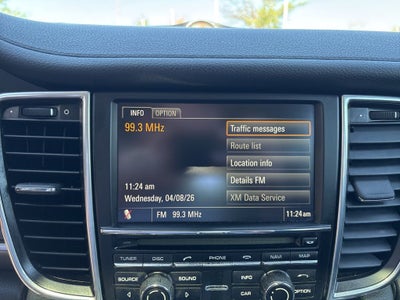 INFO OPTION
99.3 MHz
Traffic messages
Route list
Location info
Details FM
XM Data Service
11:24 am
Wednesday, 04/08/26
FM 99.3 MHz 11:24 am
TUNER DISC PHONE NAV MAP
SOURCE SOUND INFO CAR OPTION